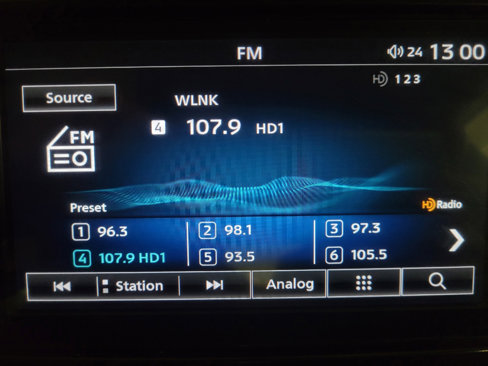 FM
24 13 00
HD 1 2 3
Source
WLNK
FM
4 107.9 HD1
Preset
HD Radio
1 96.3 2 98.1 3 97.3
4 107.9 HD1 5 93.5 6 105.5
Station Analog